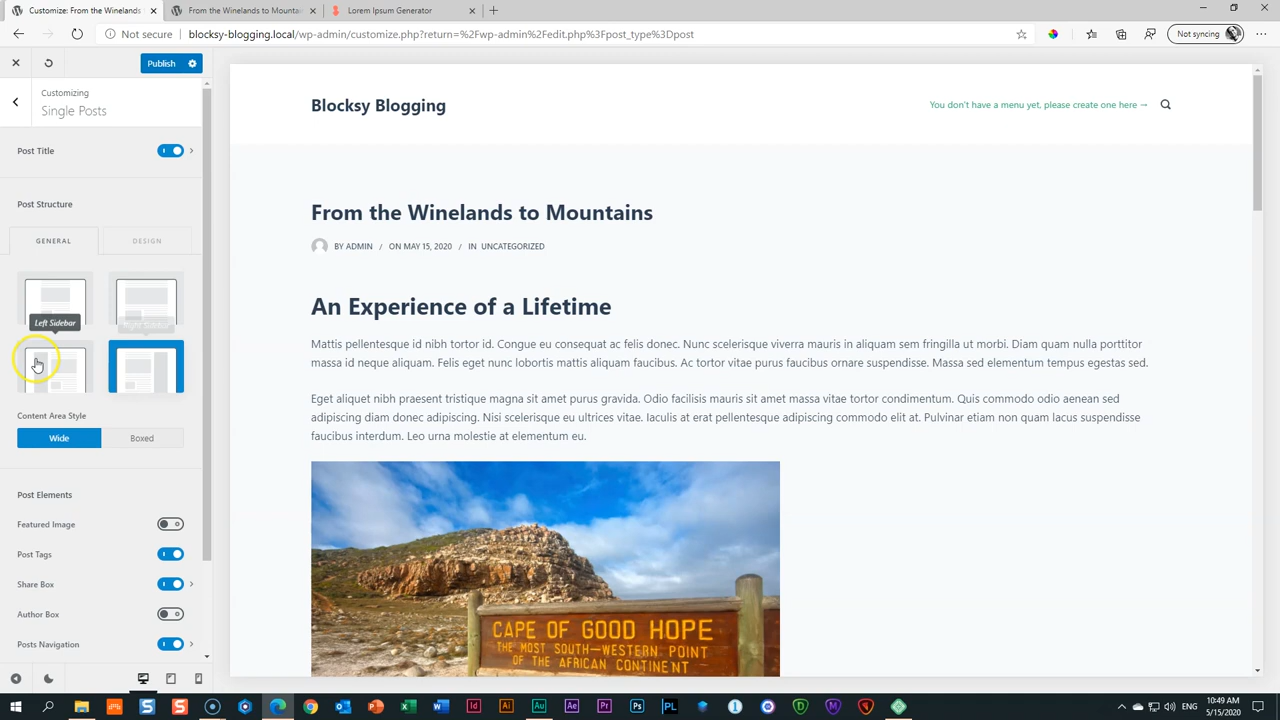 Customize: From the Winelands
From the Winelands to Mounta
Lorem Ipsum Generator
Not secure
blocksy-blogging.local/wp-admin/customize.php?return=%2Fwp-admin%2Fedit.php%3Fpost_type%3Dpost
Not syncing
Publish
Customizing
Single Posts
Post Title
Post Structure
GENERAL
DESIGN
Left Sidebar
Right Sidebar
Content Area Style
Wide
Boxed
Post Elements
Featured Image
Post Tags
Share Box
Author Box
Posts Navigation
Blocksy Blogging
You don't have a menu yet, please create one here →
From the Winelands to Mountains
BY ADMIN / ON MAY 15, 2020 / IN UNCATEGORIZED
An Experience of a Lifetime
Mattis pellentesque id nibh tortor id. Congue eu consequat ac felis donec. Nunc scelerisque viverra mauris in aliquam sem fringilla ut morbi. Diam quam nulla porttitor
massa id neque aliquam. Felis eget nunc lobortis mattis aliquam faucibus. Ac tortor vitae purus faucibus ornare suspendisse. Massa sed elementum tempus egestas sed.
Eget aliquet nibh praesent tristique magna sit amet purus gravida. Odio facilisis mauris sit amet massa vitae tortor condimentum. Quis commodo odio aenean sed
adipiscing diam donec adipiscing. Nisi scelerisque eu ultrices vitae. Iaculis at erat pellentesque adipiscing commodo elit at. Pulvinar etiam non quam lacus suspendisse
faucibus interdum. Leo urna molestie at elementum eu.
CAPE OF GOOD HOPE
THE MOST SOUTH-WESTERN POINT
OF THE AFRICAN CONTINENT
ENG
10:49 AM
5/15/2020